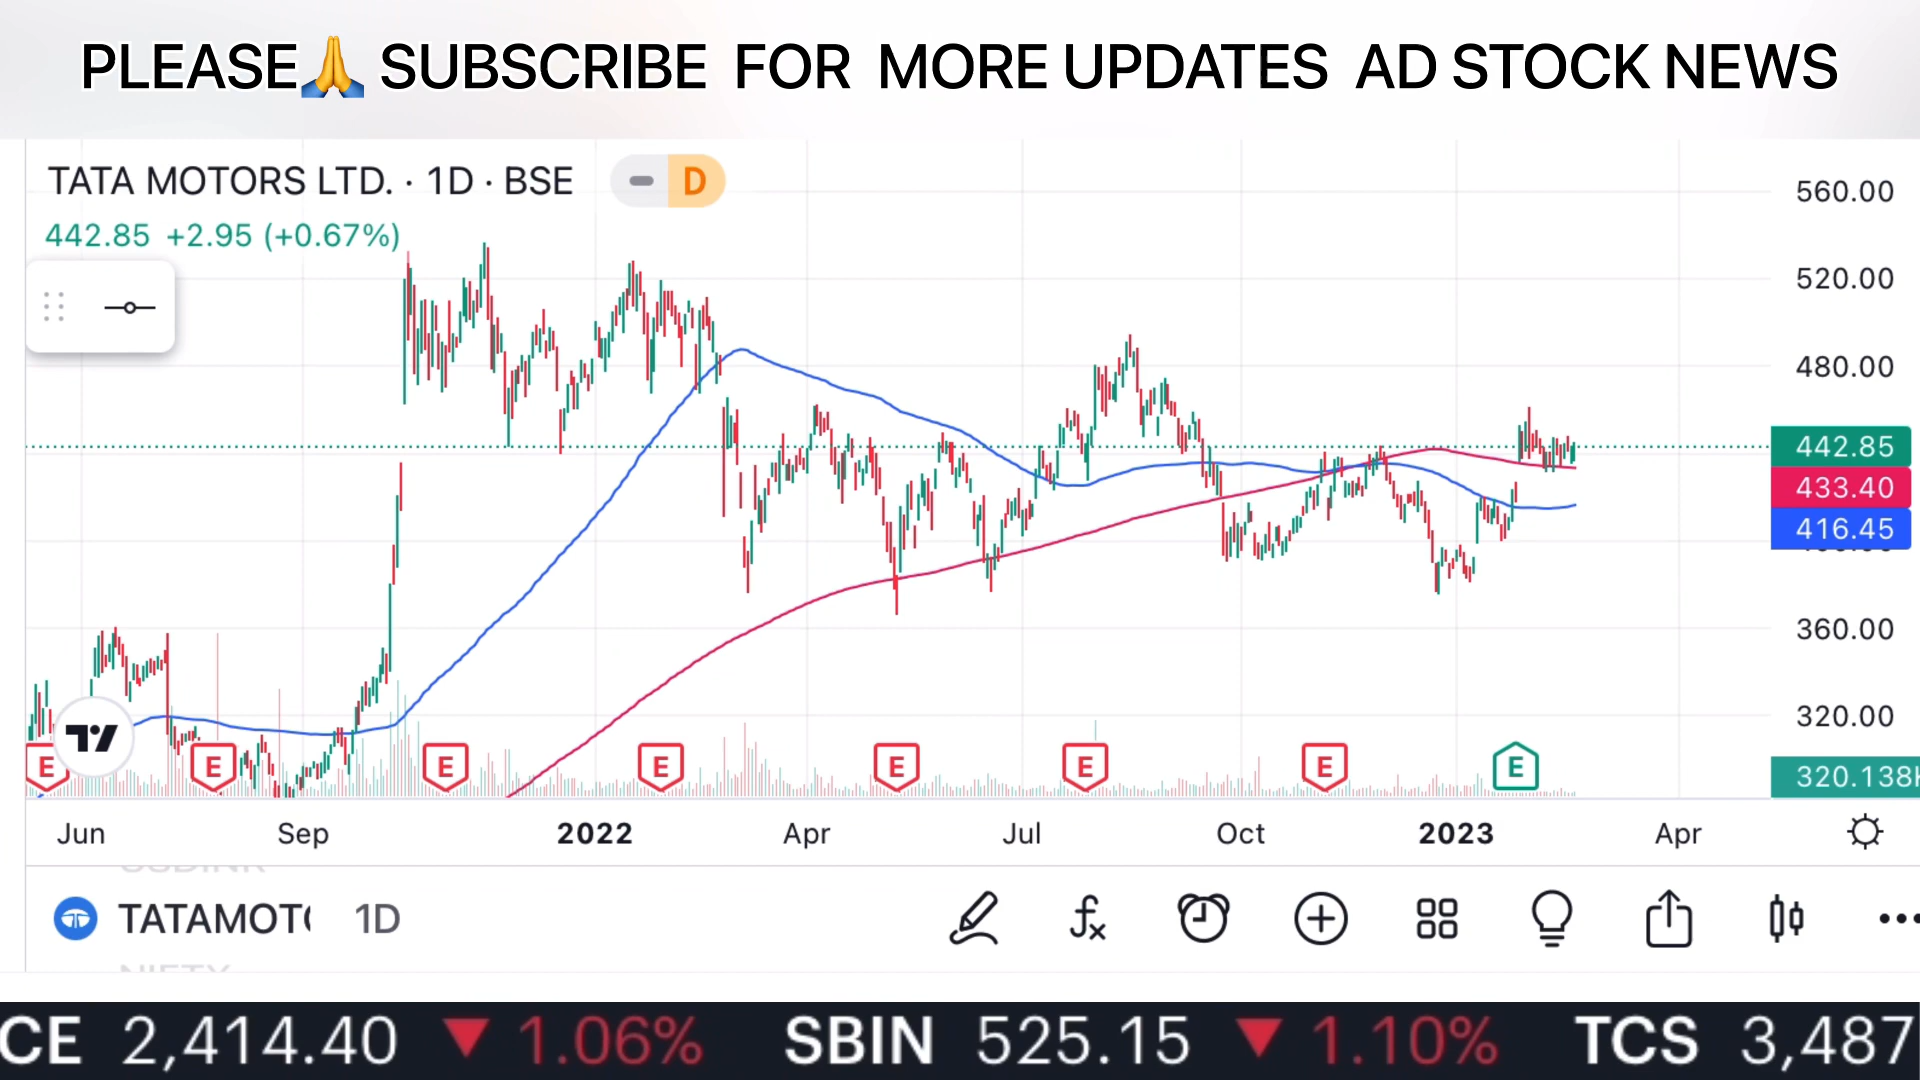 PLEASE🙏 SUBSCRIBE FOR MORE UPDATES AD STOCK NEWS
TATA MOTORS LTD. · 1D · BSE
D
442.85 +2.95 (+0.67%)
560.00
520.00
480.00
442.85
433.40
416.45
360.00
320.00
320.138K
E E E E E E E E
Jun Sep 2022 Apr Jul Oct 2023 Apr
TATAMOT 1D
CE 2,414.40 ▼ 1.06% SBIN 525.15 ▼ 1.10% TCS 3,487